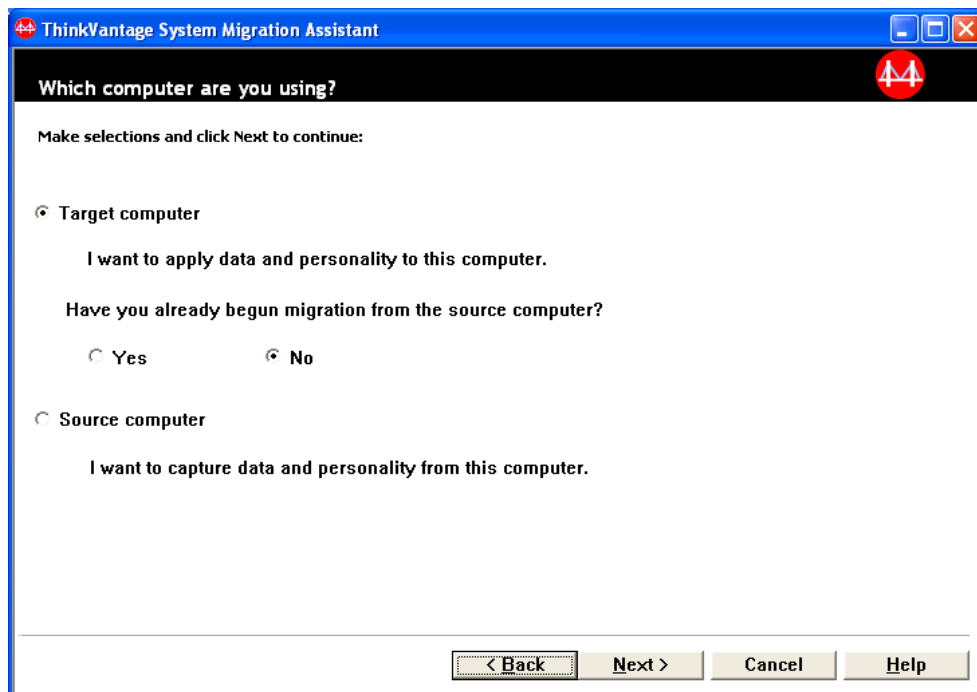 ThinkVantage System Migration Assistant
Which computer are you using?
Make selections and click Next to continue:
Target computer
I want to apply data and personality to this computer.
Have you already begun migration from the source computer?
Yes No
Source computer
I want to capture data and personality from this computer.
< Back Next > Cancel Help